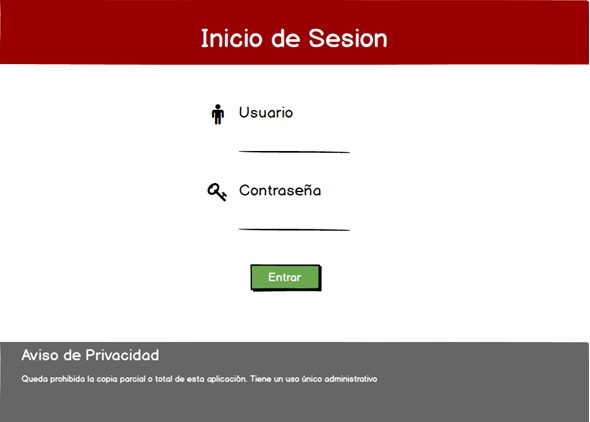 Inicio de Sesion
Usuario
Contraseña
Entrar
Aviso de Privacidad
Queda prohibida la copia parcial o total de esta aplicación. Tiene un uso único administrativo